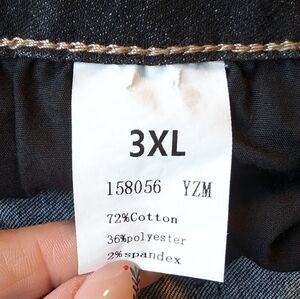 3XL
158056 YZM
72%Cotton
36%polyester
2%spandex